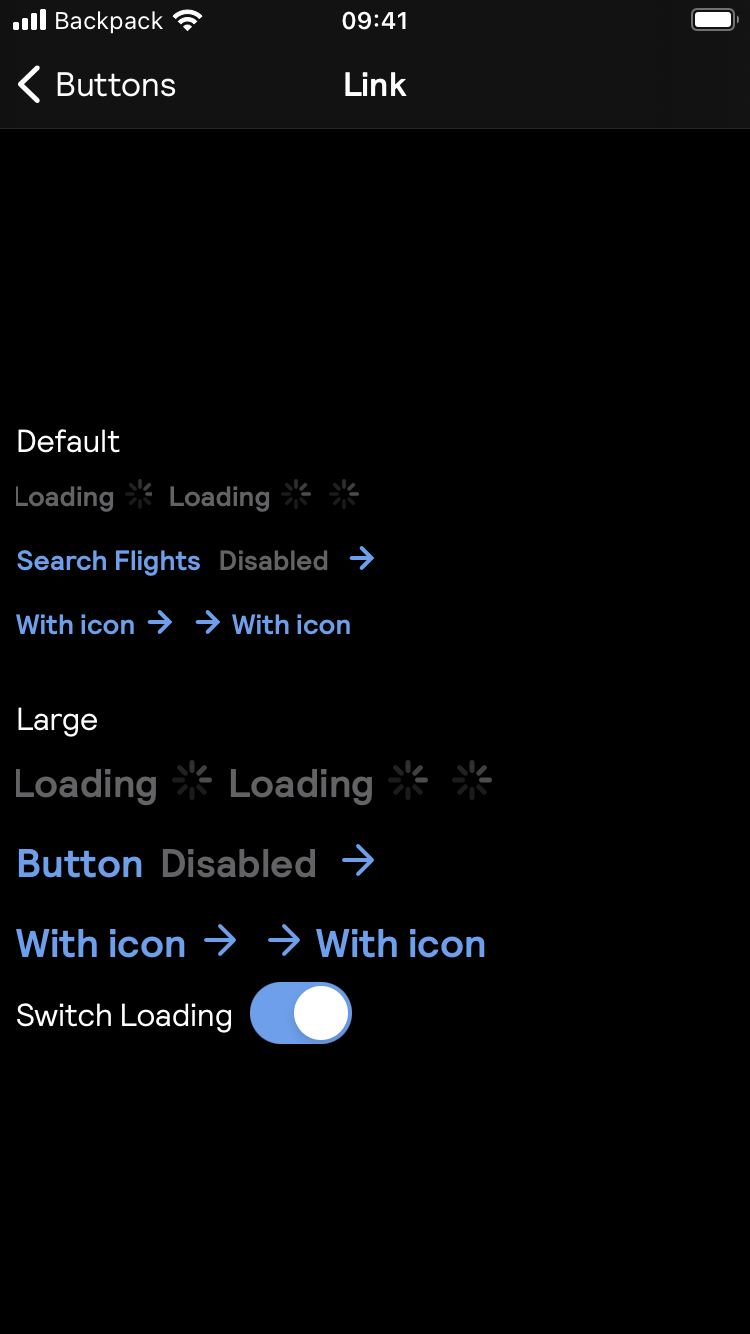 Backpack 09:41
Buttons Link
Default
Loading Loading
Search Flights Disabled
With icon With icon
Large
Loading Loading
Button Disabled
With icon With icon
Switch Loading